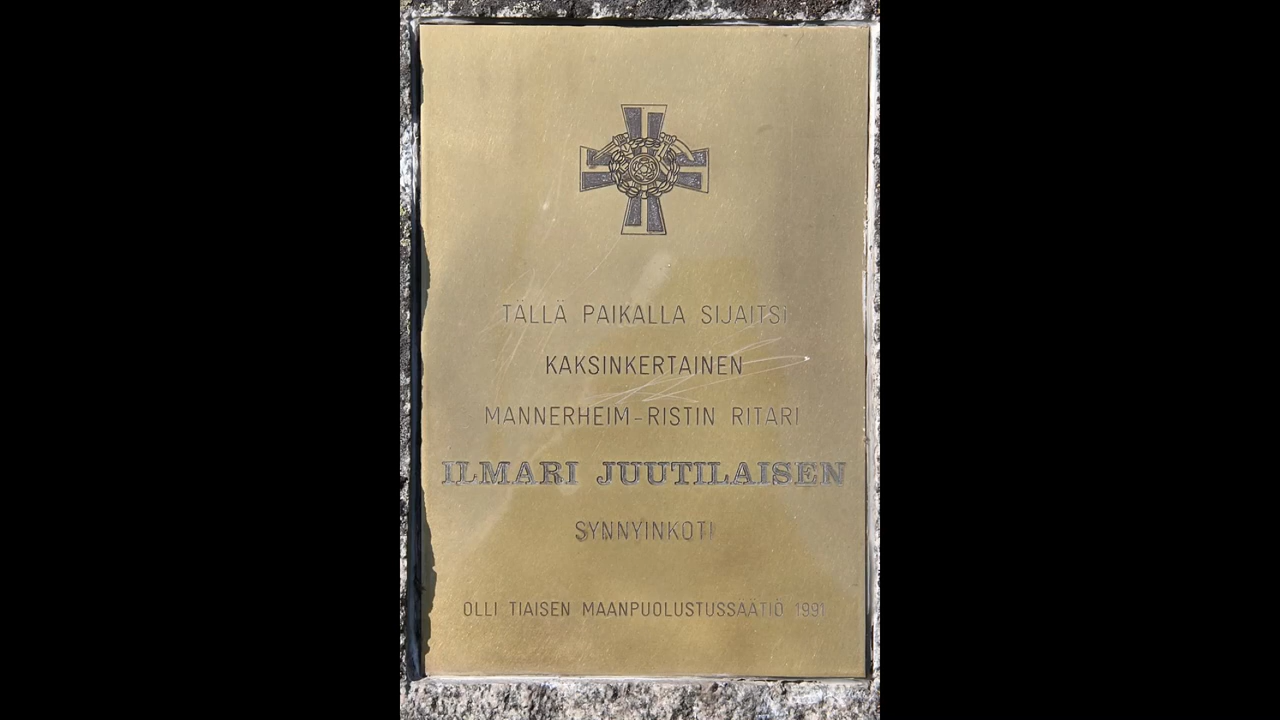 TÄLLÄ PAIKALLA SIJAITSI
KAKSINKERTAINEN
MANNERHEIM-RISTIN RITARI
ILMARI JUUTILAISEN
SYNNYINKOTI
OLLI TIAISEN MAANPUOLUSTUSSÄÄTIÖ 1991